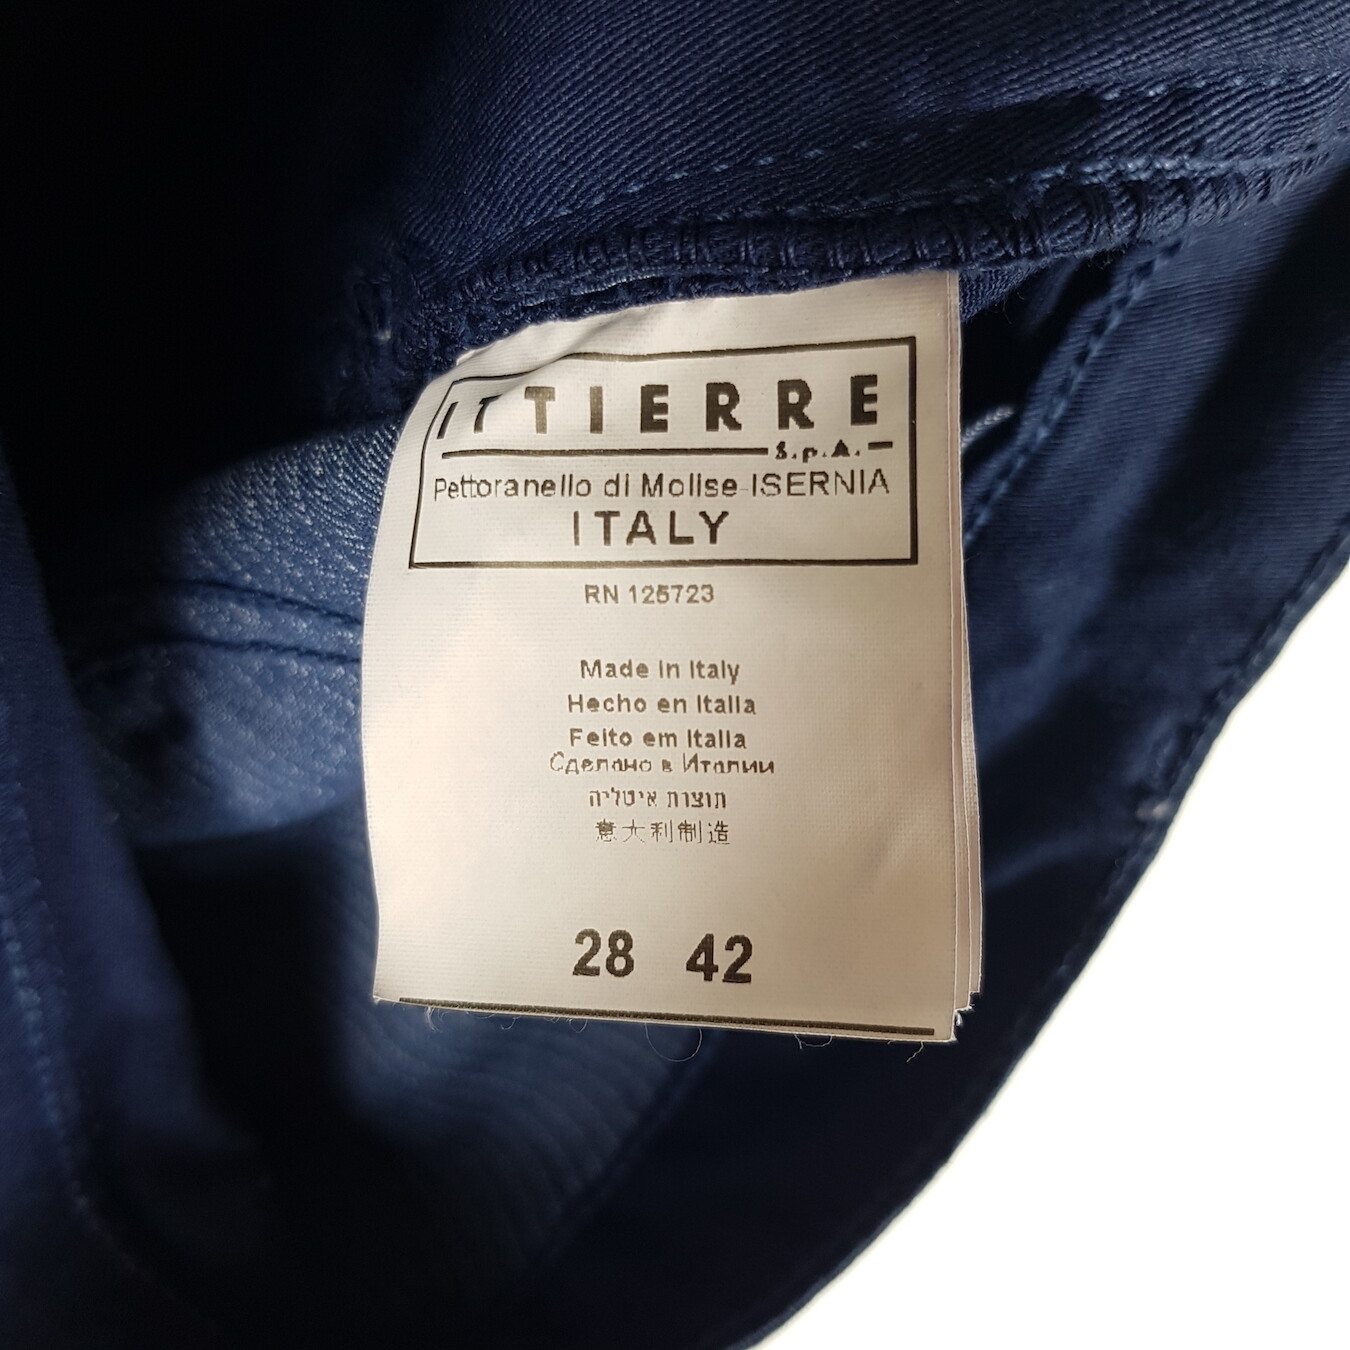 ITTIERRE
S.p.A.
Pettoranello di Molise-ISERNIA
ITALY
RN 125723
Made in Italy
Hecho en Italia
Feito em Italia
Сделано в Италии
תוצרת איטליה
意大利制造
28 42